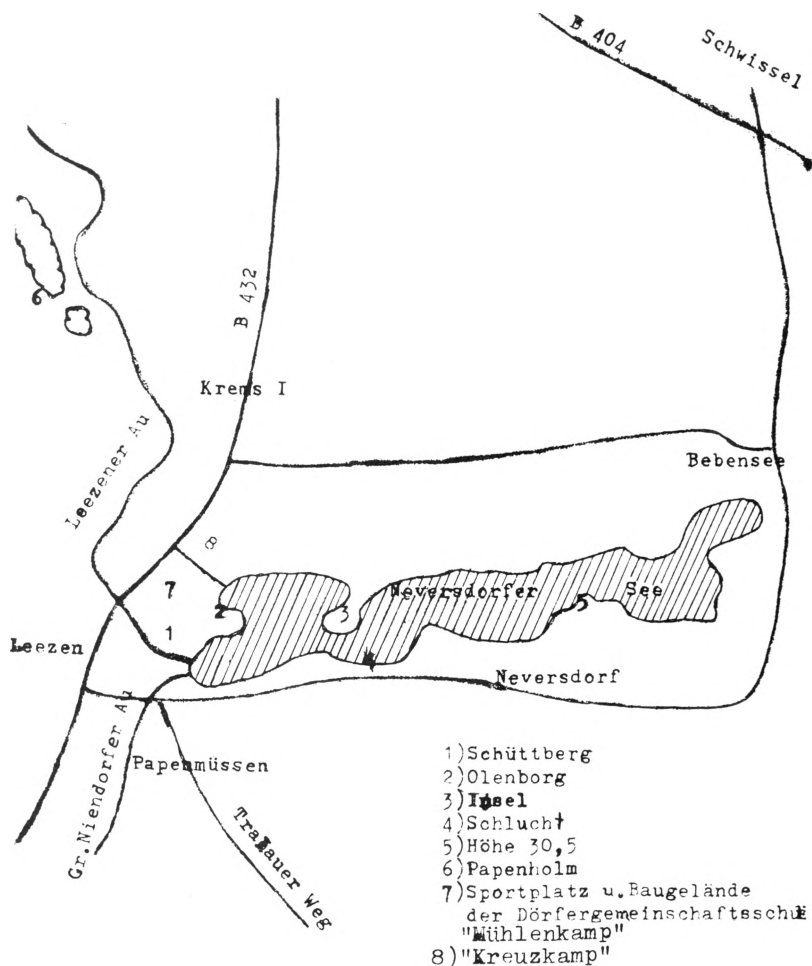 B 404
Schwissel
6
B 432
Krems I
Leezener Au
Bebensee
8
7
2
Neversdorfer See
3
5
1
4
Leezen
Neversdorf
Gr.Niendorfer Au
Papenmüssen
Trallauer Weg
1)Schüttberg
2)Olenborg
3)Insel
4)Schlucht
5)Höhe 30,5
6)Papenholm
7)Sportplatz u.Baugelände
der Dörfergemeinschaftsschule
"Mühlenkamp"
8)"Kreuzkamp"